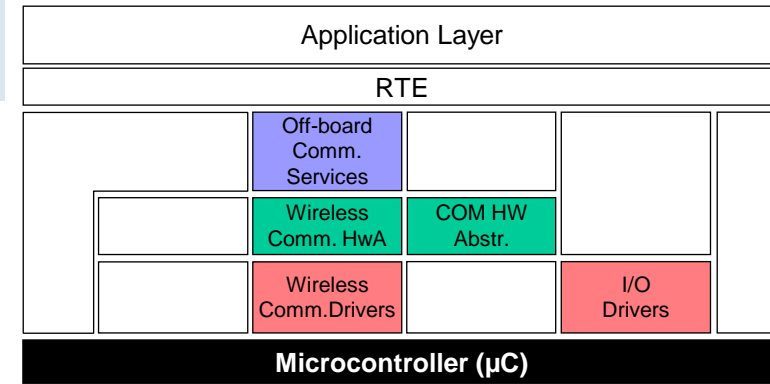 Application Layer
RTE
Off-board
Comm.
Services
Wireless
Comm. HwA
COM HW
Abstr.
Wireless
Comm.Drivers
I/O
Drivers
Microcontroller (µC)